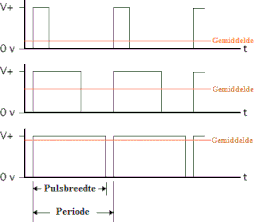 V+
Gemiddelde
0 v
t
V+
Gemiddelde
0 v
t
V+
Gemiddelde
0 v
t
Pulsbreedte
Periode